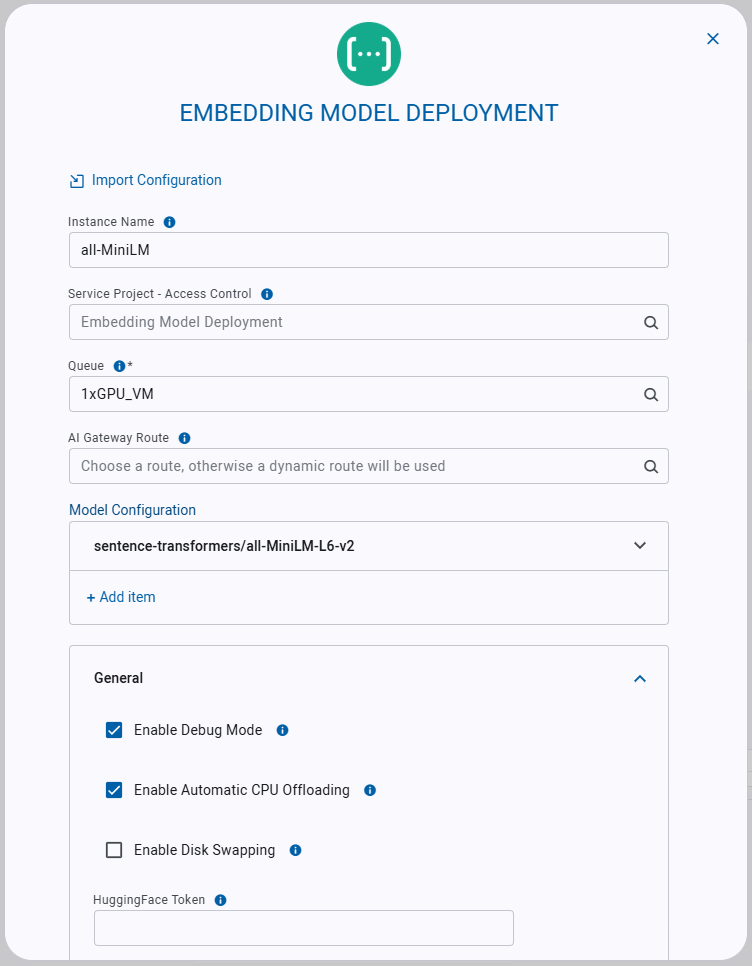 [...]
EMBEDDING MODEL DEPLOYMENT
Import Configuration
Instance Name
all-MiniLM
Service Project - Access Control
Embedding Model Deployment
Queue *
1xGPU_VM
AI Gateway Route
Choose a route, otherwise a dynamic route will be used
Model Configuration
sentence-transformers/all-MiniLM-L6-v2
+ Add item
General
Enable Debug Mode
Enable Automatic CPU Offloading
Enable Disk Swapping
HuggingFace Token